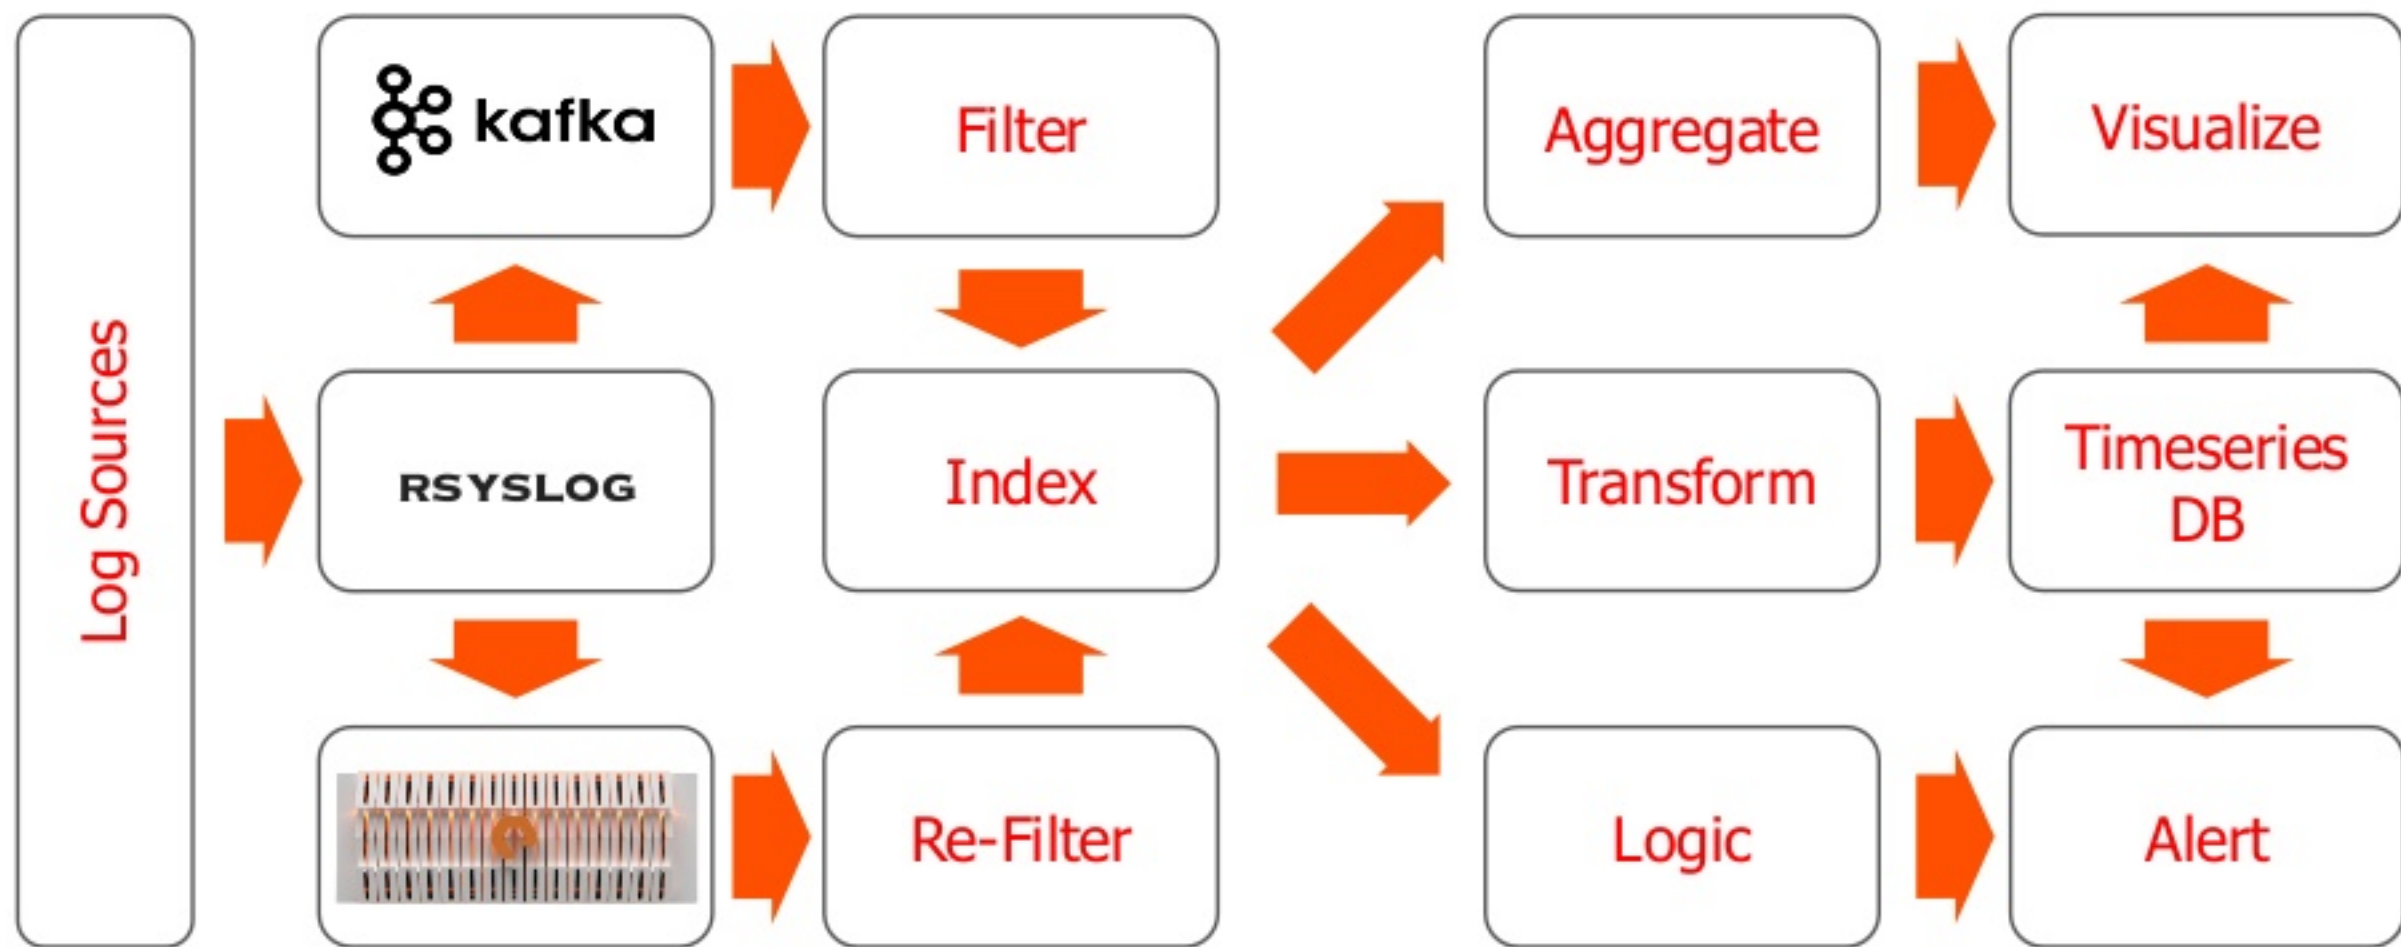 Log Sources
kafka
Filter
Aggregate
Visualize
RSYSLOG
Index
Transform
Timeseries
DB
Re-Filter
Logic
Alert